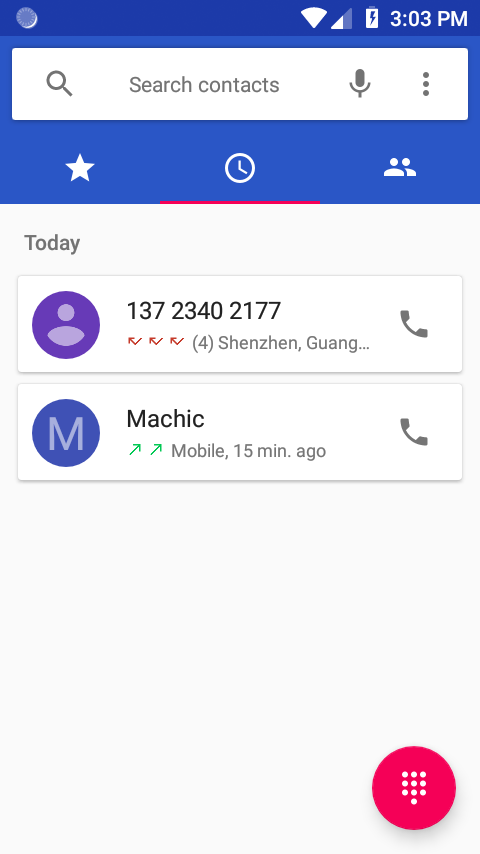 3:03 PM
Search contacts
Today
137 2340 2177
(4) Shenzhen, Guang...
Machic
M
Mobile, 15 min. ago